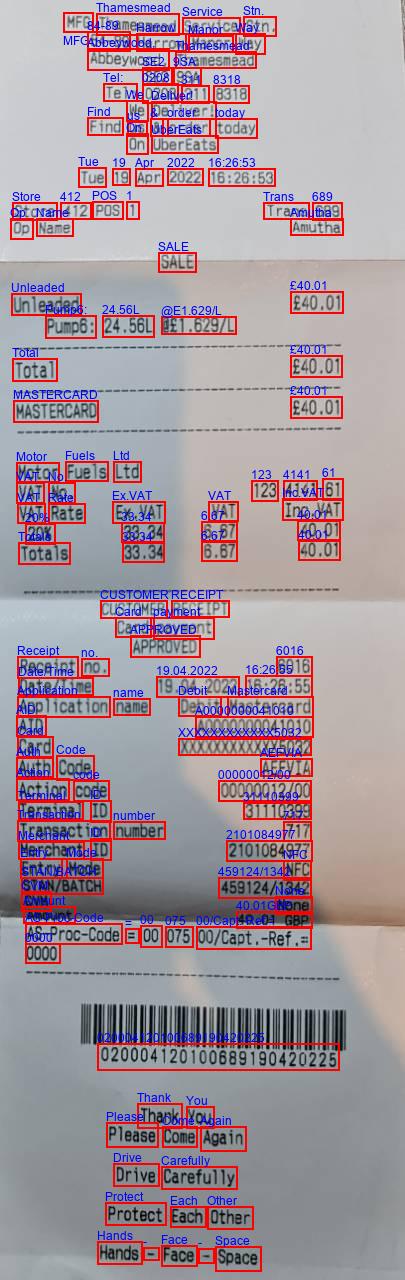 MFG Thamesmead Service Stn.
84-89 Harrow Manor Way
Abbeywood, Thamesmead
SE2 9SA
Tel: 0208 311 8318
We Deliver!
Find us & order today
On UberEats
Tue 19 Apr 2022 16:26:53
Store 412 POS 1 Trans 689
Op Name Amutha
SALE
Unleaded £40.01
Pump6: 24.56L @£1.629/L
Total £40.01
MASTERCARD £40.01
Motor Fuels Ltd
VAT No. 123 4141 61
VAT Rate Ex.VAT VAT Inc.VAT
20% 33.34 6.67 40.01
Totals 33.34 6.67 40.01
CUSTOMER RECEIPT
Card payment
APPROVED
Receipt no. 6016
Date/Time 19.04.2022 16:26:55
Application name Debit Mastercard
AID A0000000041010
Card XXXXXXXXXXXX5032
Auth Code AEFVIA
Action code 00000012/00
Terminal ID 31110399
Transaction number 717
Merchant ID 2101084977
Entry Mode NFC
STAN/BATCH 459124/1342
CVM None
Amount 40.01 GBP
AS-Proc-Code = 00 075 00/Capt.-Ref.=
0000
020004120100689190420225
Thank You
Please Come Again
Drive Carefully
Protect Each Other
Hands - Face - Space